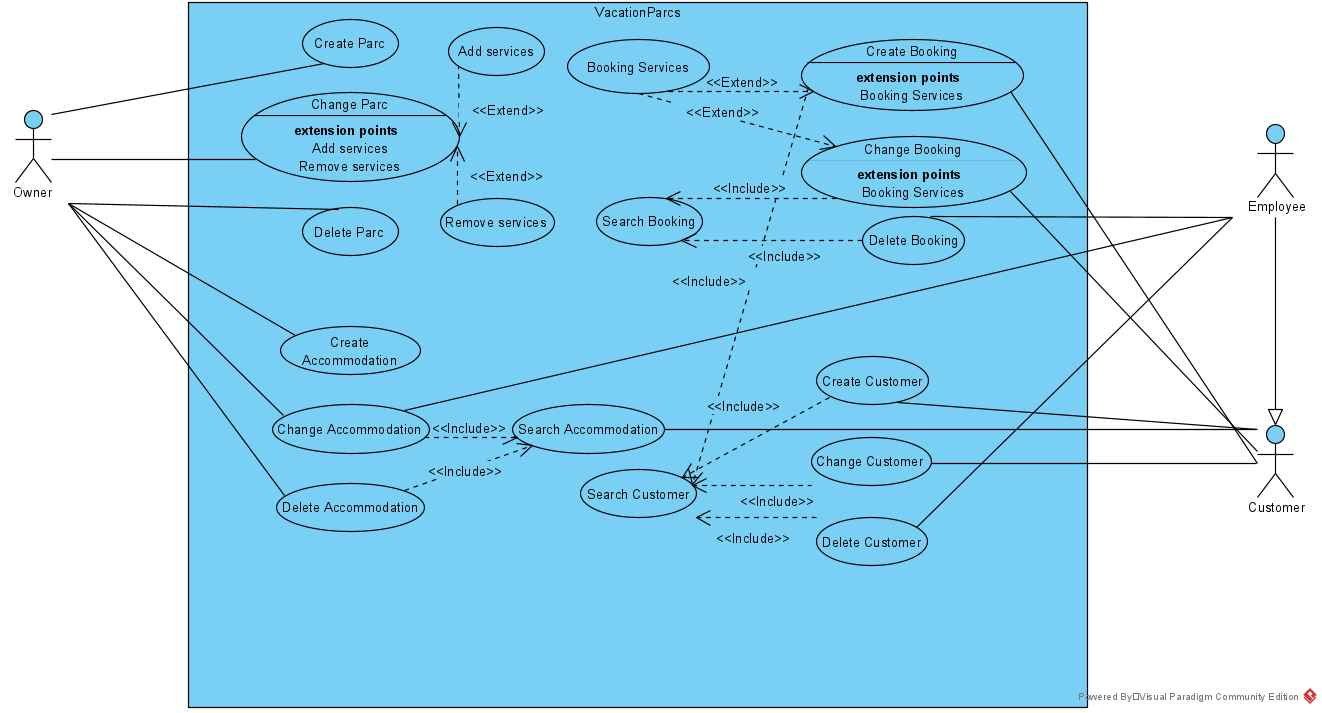 VacationParcs
Create Parc
Add services
Booking Services
Create Booking
extension points
Booking Services
<<Extend>>
<<Extend>>
<<Extend>>
Change Parc
extension points
Add services
Remove services
Change Booking
extension points
Booking Services
<<Extend>>
<<Include>>
Owner
Employee
Delete Parc
Remove services
Search Booking
Delete Booking
<<Include>>
<<Include>>
Create
Accommodation
Create Customer
<<Include>>
Change Accommodation
<<Include>>
Search Accommodation
Change Customer
<<Include>>
Search Customer
<<Include>>
Delete Accommodation
Customer
<<Include>>
Delete Customer
Powered By Visual Paradigm Community Edition